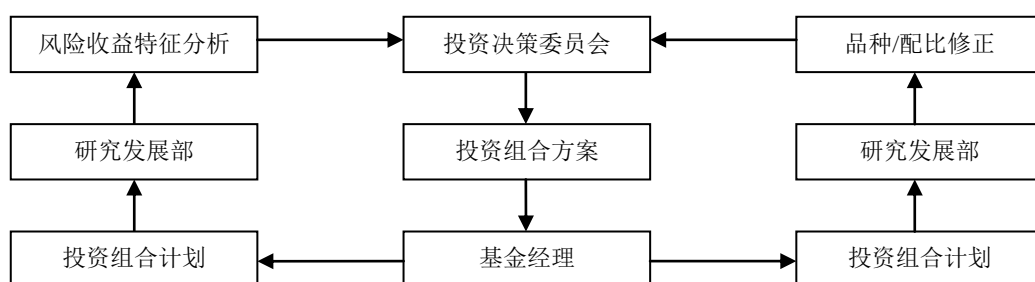 风险收益特征分析
投资决策委员会
品种/配比修正
研究发展部
投资组合方案
研究发展部
投资组合计划
基金经理
投资组合计划